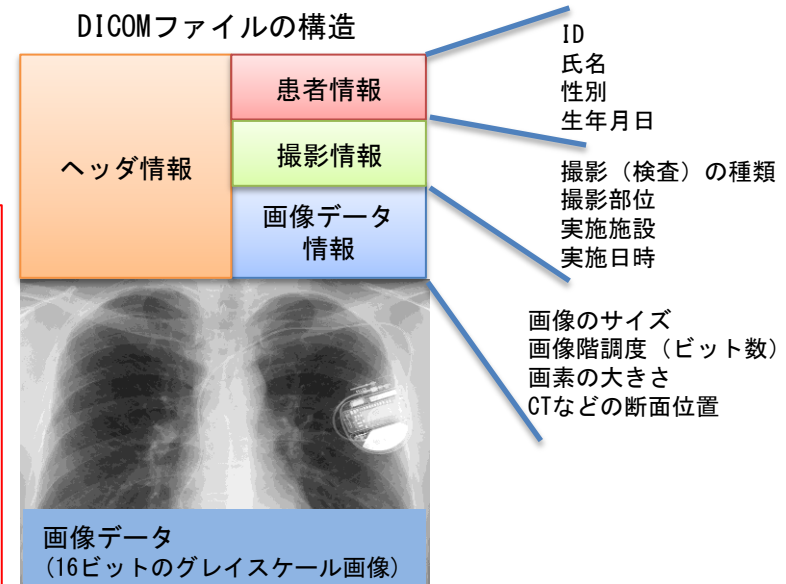 DICOMファイルの構造
ヘッダ情報
患者情報
撮影情報
画像データ
情報
ID
氏名
性別
生年月日
撮影（検査）の種類
撮影部位
実施施設
実施日時
画像のサイズ
画像階調度（ビット数）
画素の大きさ
CTなどの断面位置
画像データ
(16ビットのグレイスケール画像)